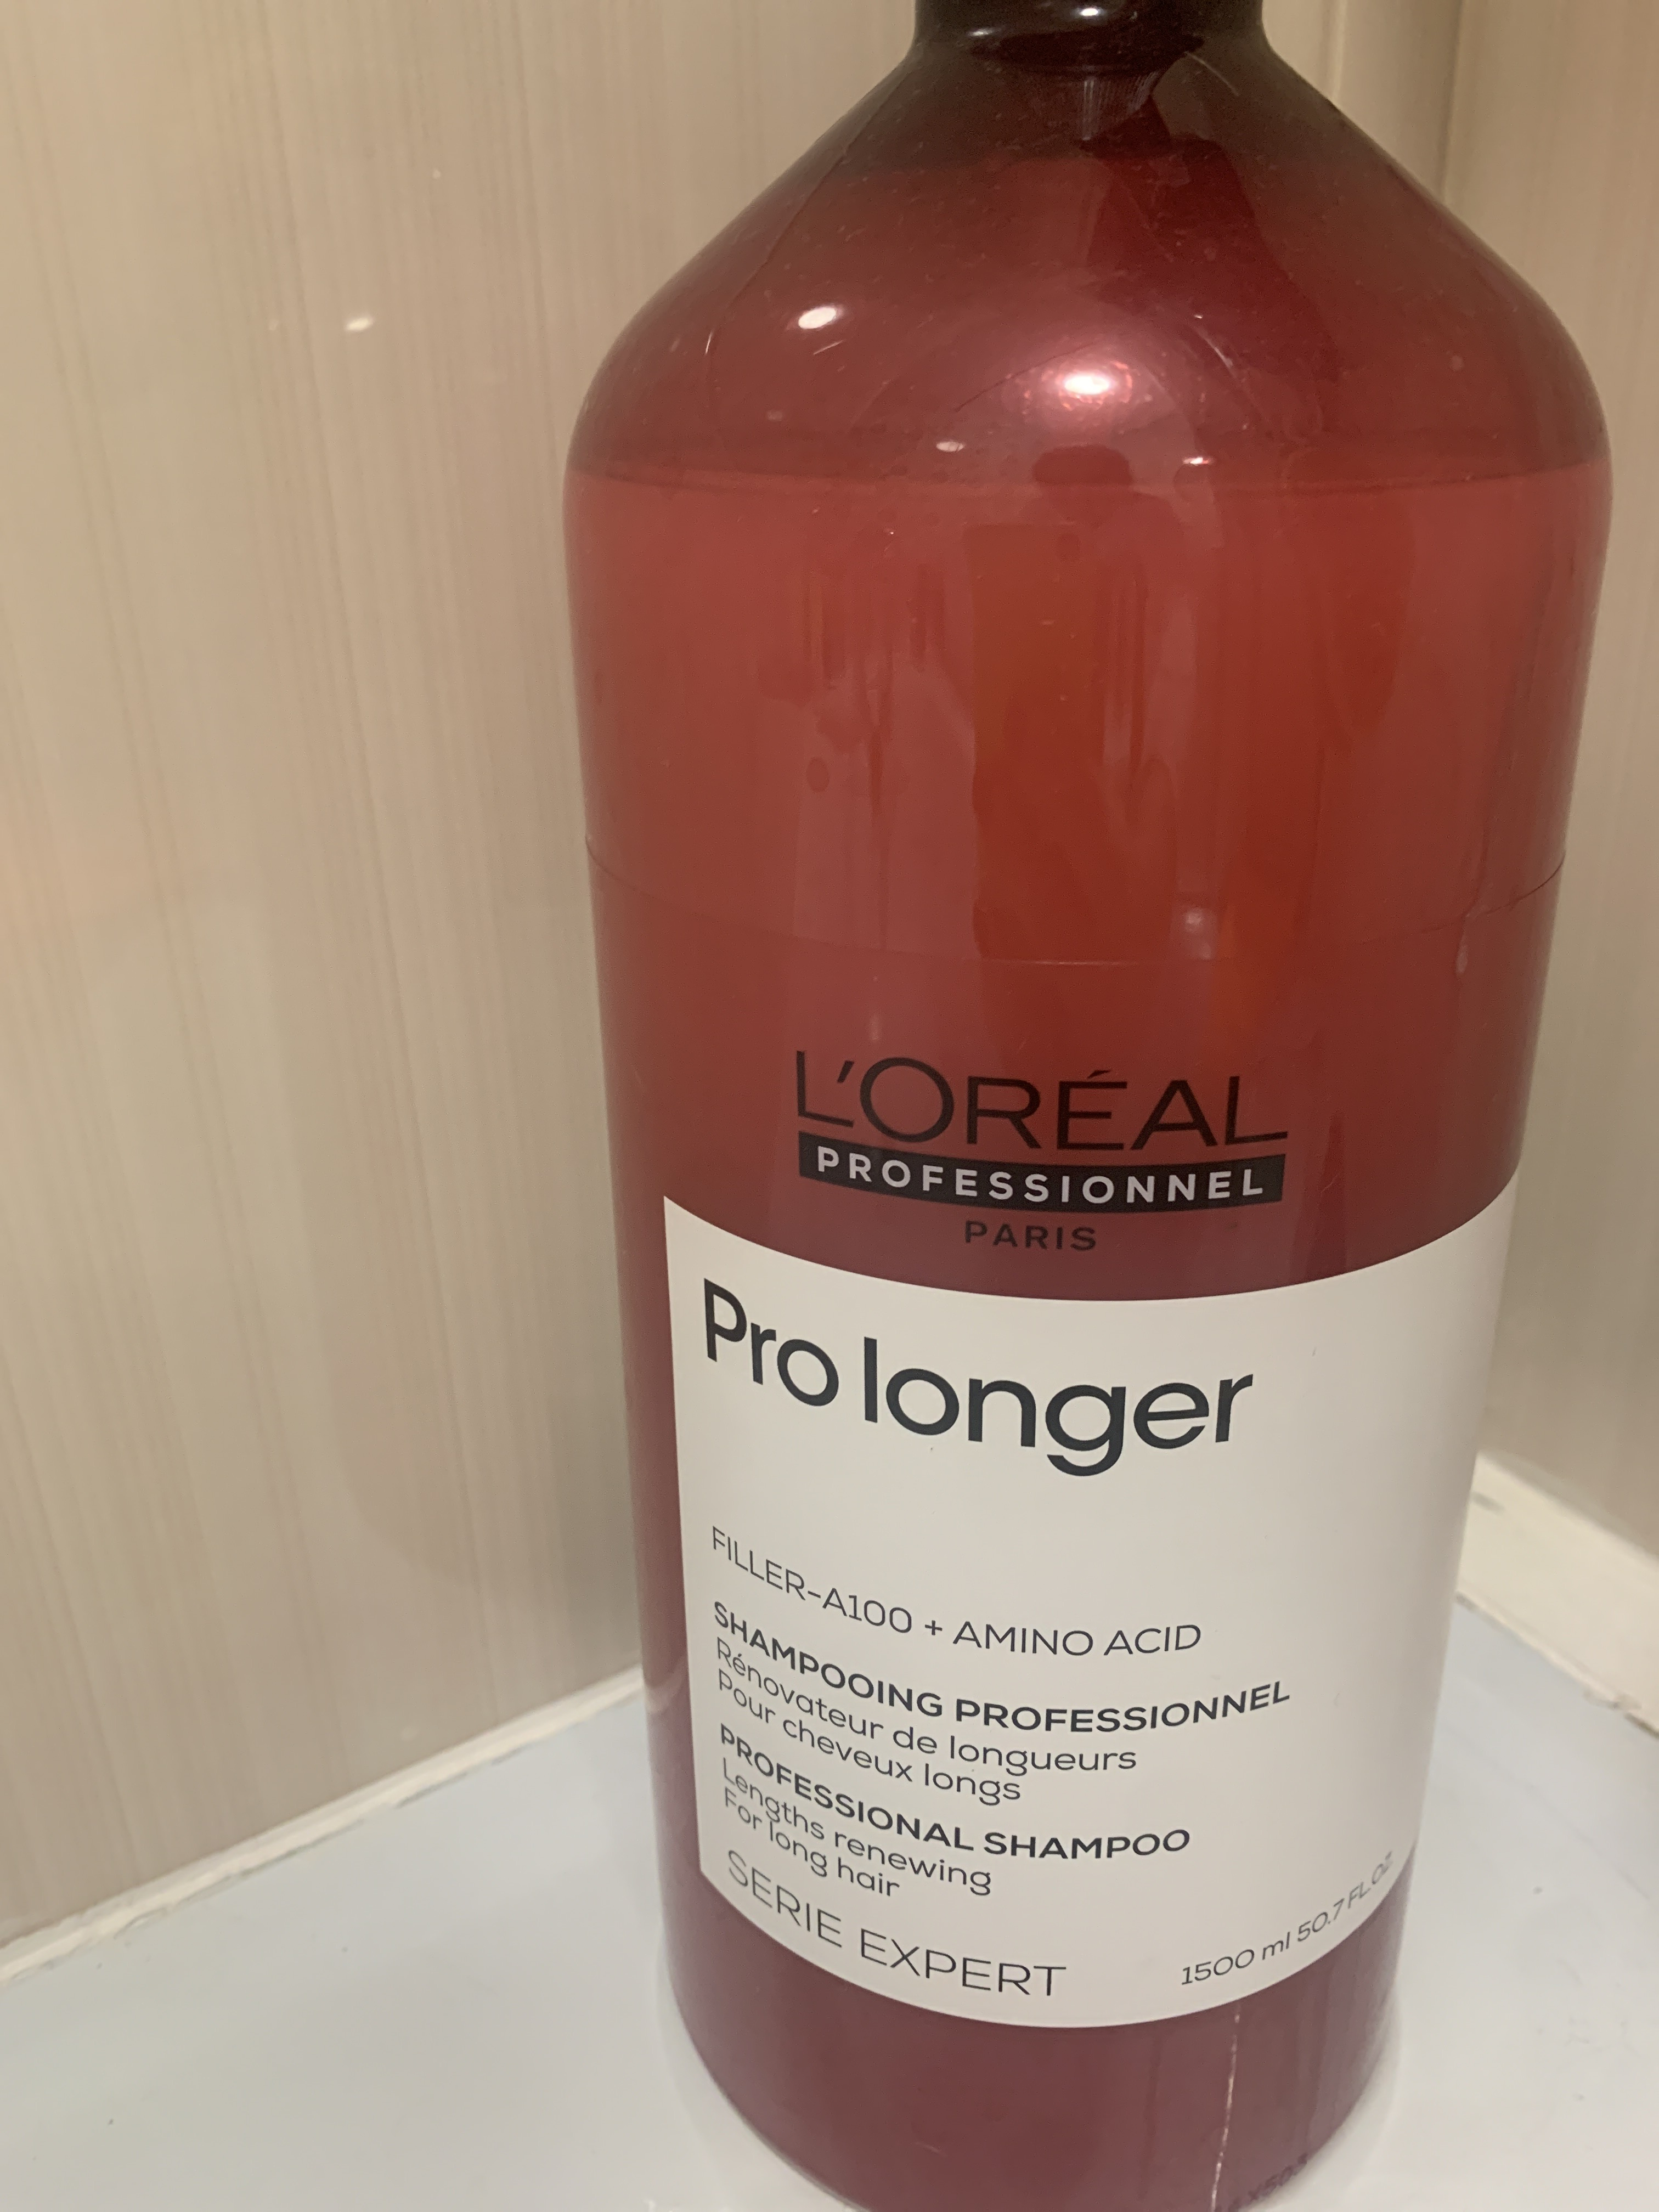 L'ORÉAL
PROFESSIONNEL
PARIS
Pro longer
FILLER-A100 + AMINO ACID
SHAMPOOING PROFESSIONNEL
Rénovateur de longueurs
Pour cheveux longs
PROFESSIONAL SHAMPOO
Lengths renewing
For long hair
SERIE EXPERT
1500 ml 50.7 FL.OZ